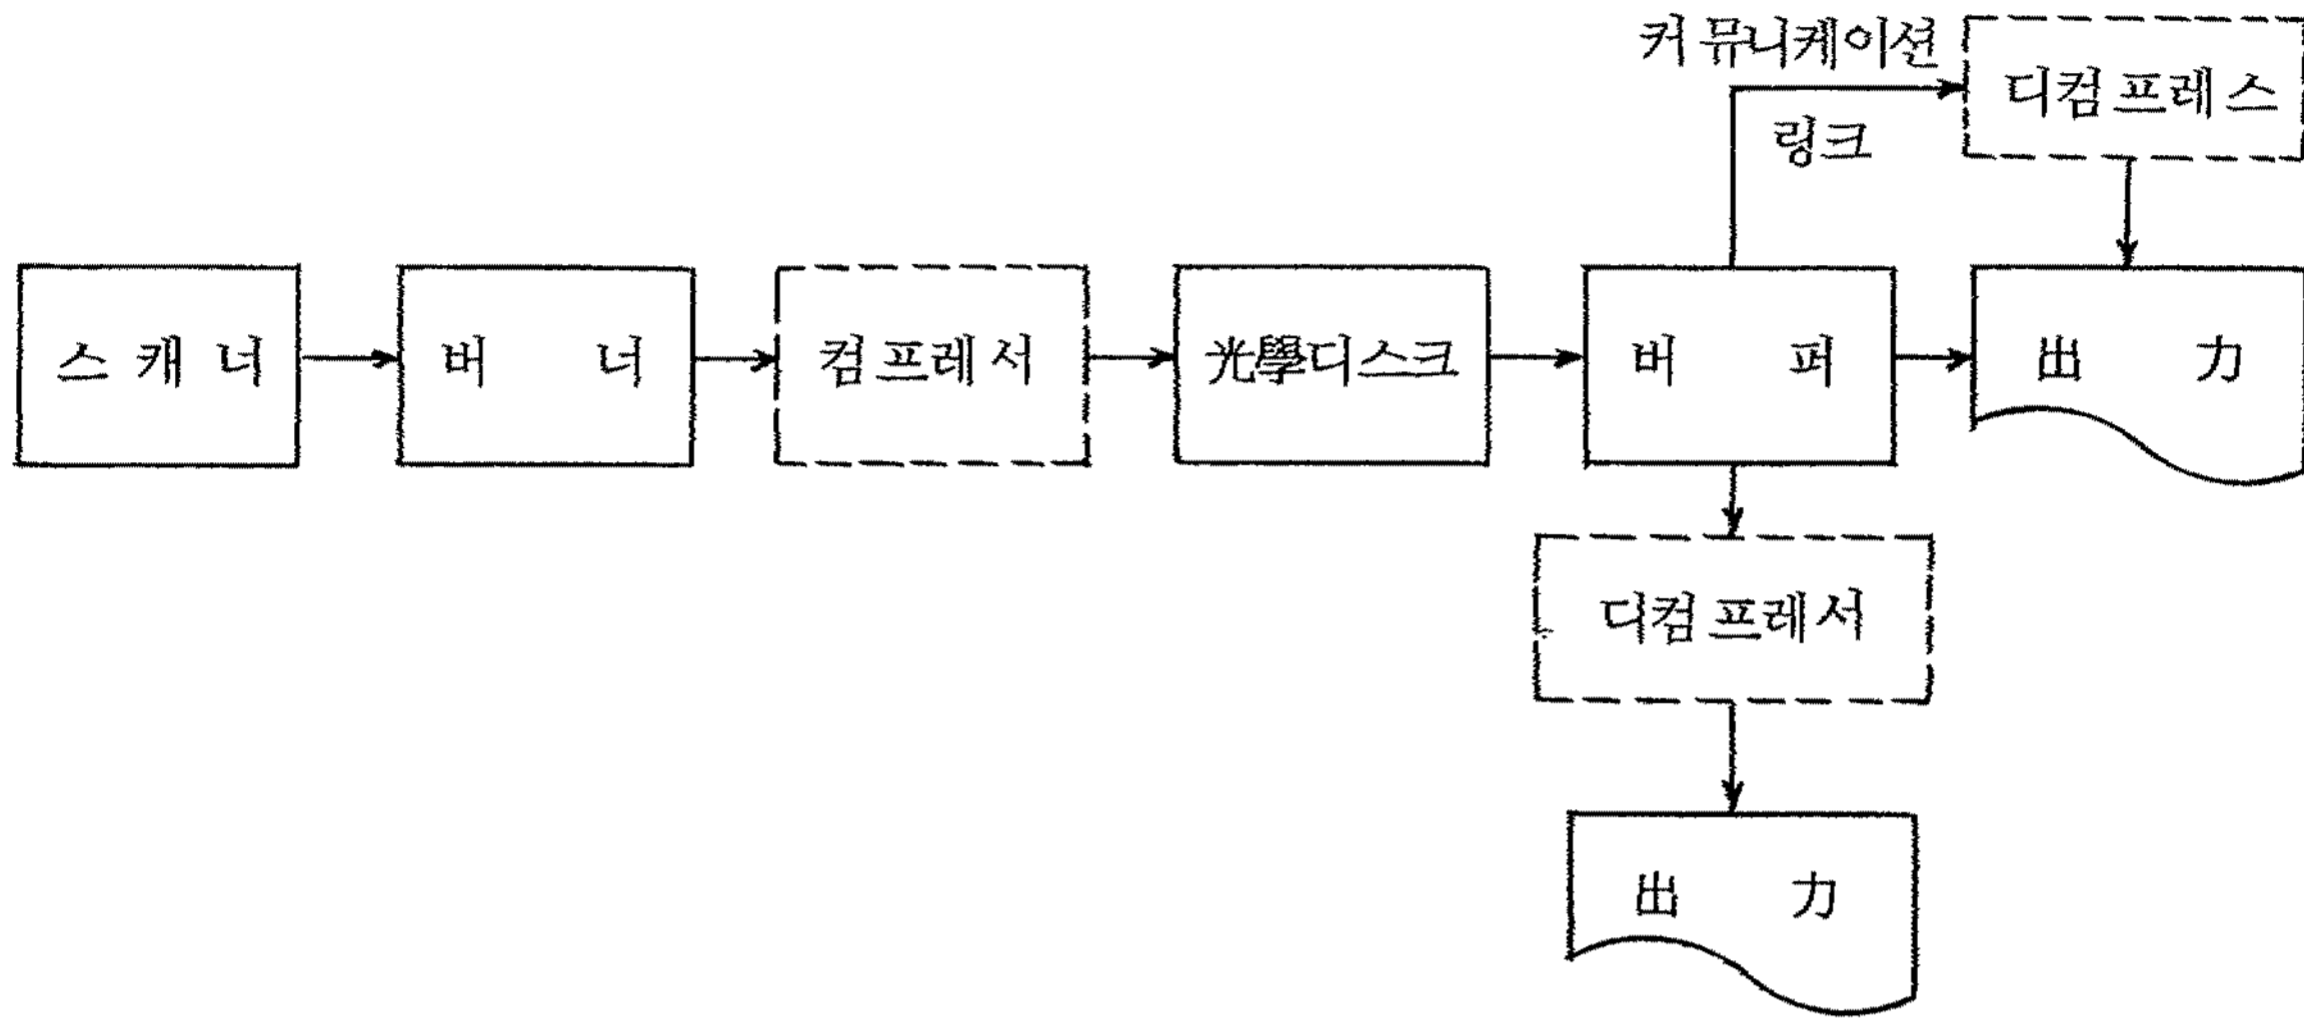 커뮤니케이션
링크
디컴프레스
스캐너
버너
컴프레서
光學디스크
버퍼
出力
디컴프레서
出力